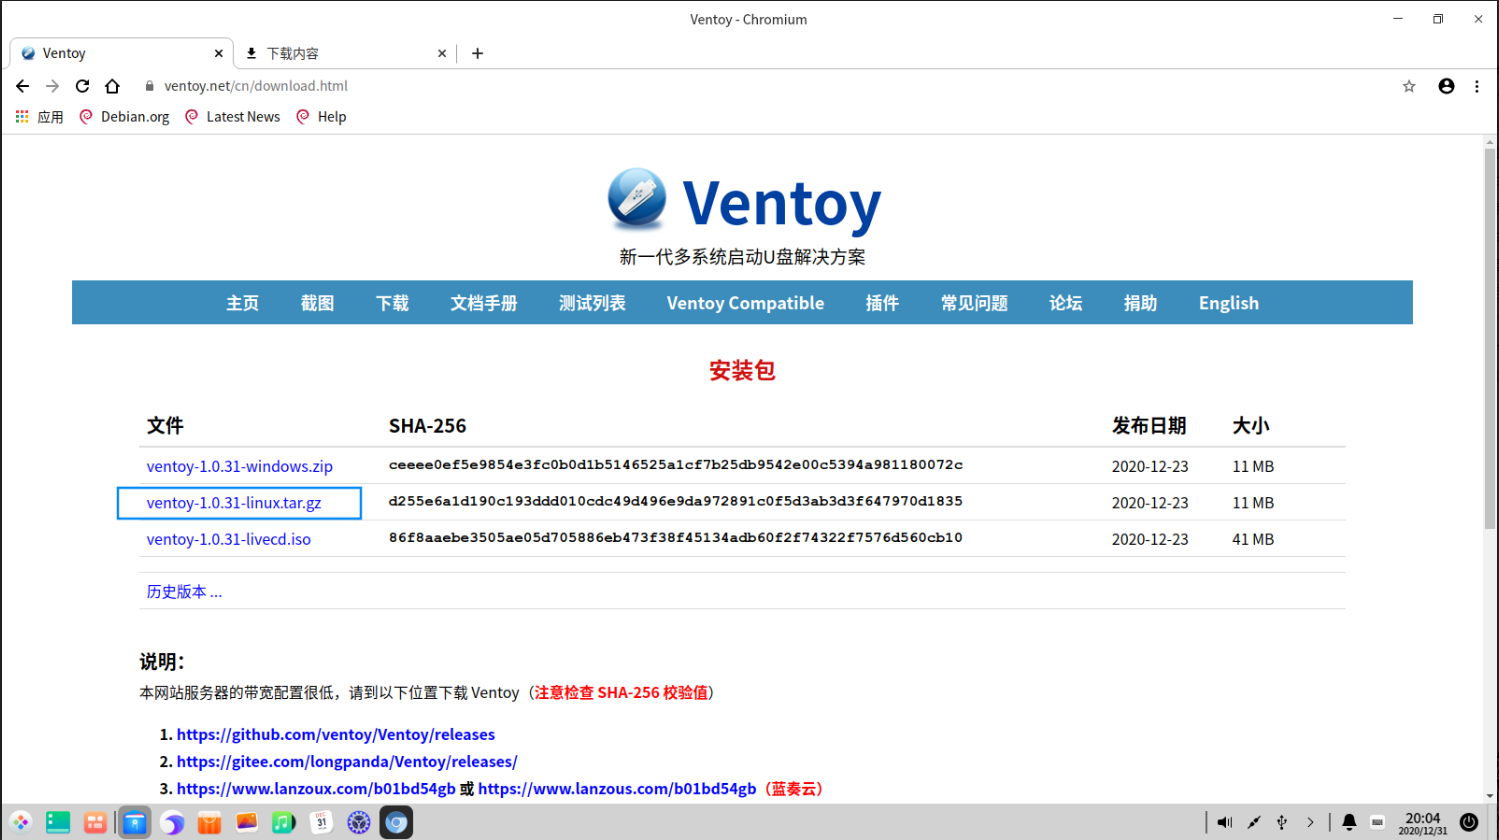 Ventoy - Chromium
Ventoy 下载内容
ventoy.net/cn/download.html
应用 Debian.org Latest News Help
Ventoy
新一代多系统启动U盘解决方案
主页 截图 下载 文档手册 测试列表 Ventoy Compatible 插件 常见问题 论坛 捐助 English
安装包
文件 SHA-256 发布日期 大小
ventoy-1.0.31-windows.zip ceeee0ef5e9854e3fc0b0d1b5146525a1cf7b25db9542e00c5394a981180072c 2020-12-23 11 MB
ventoy-1.0.31-linux.tar.gz d255e6a1d190c193ddd010cdc49d496e9da972891c0f5d3ab3d3f647970d1835 2020-12-23 11 MB
ventoy-1.0.31-livecd.iso 86f8aaebe3505ae05d705886eb473f38f45134adb60f2f74322f7576d560cb10 2020-12-23 41 MB
历史版本 ...
说明：
本网站服务器的带宽配置很低，请到以下位置下载 Ventoy（注意检查 SHA-256 校验值）
1. https://github.com/ventoy/Ventoy/releases
2. https://gitee.com/longpanda/Ventoy/releases/
3. https://www.lanzoux.com/b01bd54gb 或 https://www.lanzous.com/b01bd54gb（蓝奏云）
DEC
31
20:04
2020/12/31